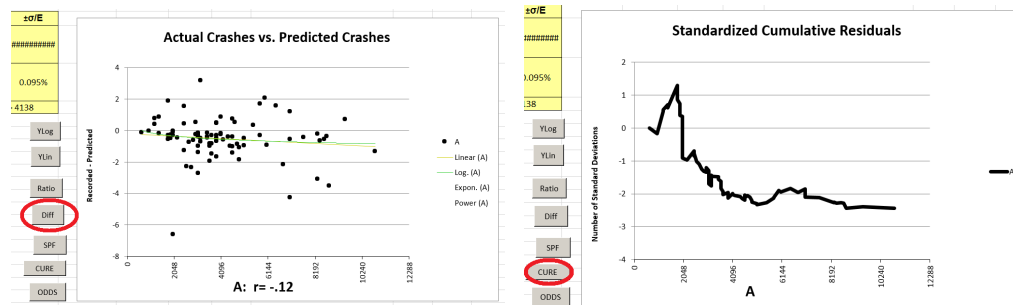 ±σ/E
##########
0.095%
4138
YLog
YLin
Ratio
Diff
SPF
CURE
ODDS
Actual Crashes vs. Predicted Crashes
Recorded - Predicted
4
2
0
-2
-4
-6
-8
0
2048
4096
6144
8192
10240
12288
A: r= -.12
A
Linear (A)
Log. (A)
Expon. (A)
Power (A)
±σ/E
########
0.095%
138
YLog
YLin
Ratio
Diff
SPF
CURE
ODDS
Standardized Cumulative Residuals
Number of Standard Deviations
2
1
0
-1
-2
-3
-4
0
2048
4096
6144
8192
10240
12288
A
A